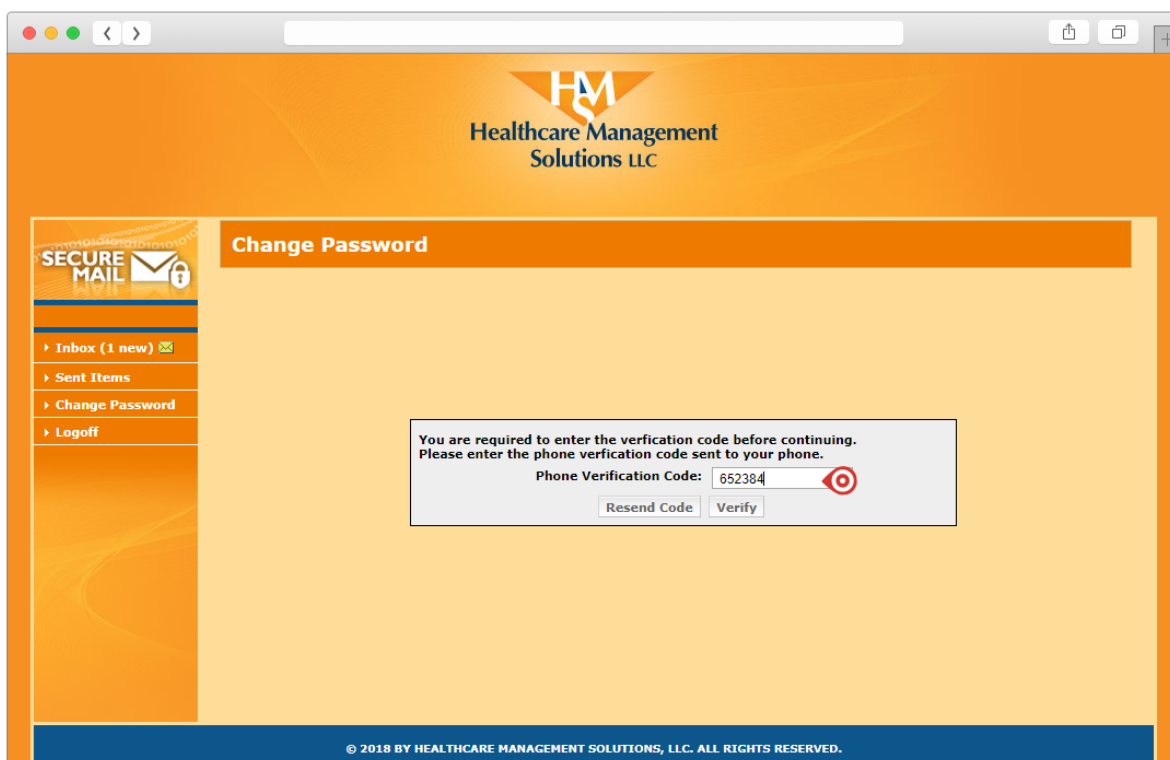 HSM
Healthcare Management
Solutions LLC
SECURE
MAIL
Change Password
Inbox (1 new)
Sent Items
Change Password
Logoff
You are required to enter the verfication code before continuing.
Please enter the phone verfication code sent to your phone.
Phone Verification Code: 652384
Resend Code Verify
© 2018 BY HEALTHCARE MANAGEMENT SOLUTIONS, LLC. ALL RIGHTS RESERVED.